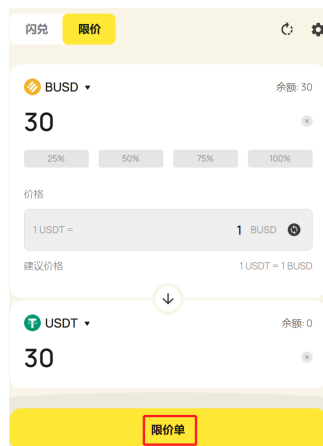 闪兑 限价
BUSD 余额: 30
30
25% 50% 75% 100%
价格
1 USDT = 1 BUSD
建议价格 1 USDT = 1 BUSD
USDT 余额: 0
30
限价单